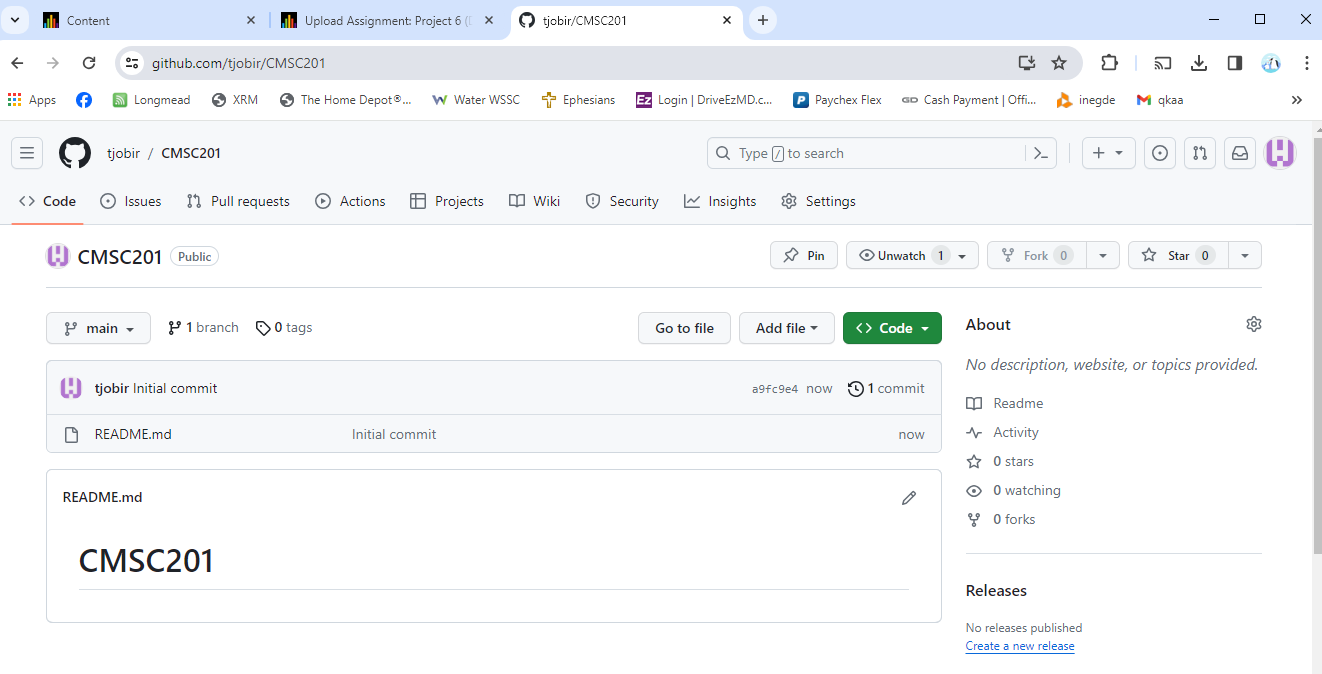 Content
Upload Assignment: Project 6 (
tjobir/CMSC201
github.com/tjobir/CMSC201
Apps
Longmead
XRM
The Home Depot®...
Water WSSC
Ephesians
Ez Login | DriveEzMD.c...
Paychex Flex
Cash Payment | Offi...
inegde
qkaa
tjobir / CMSC201
Type / to search
Code Issues Pull requests Actions Projects Wiki Security Insights Settings
CMSC201 Public
Pin Unwatch 1 Fork 0 Star 0
main 1 branch 0 tags
Go to file Add file <> Code
tjobir Initial commit a9fc9e4 now 1 commit
README.md Initial commit now
README.md
CMSC201
About
No description, website, or topics provided.
Readme
Activity
0 stars
0 watching
0 forks
Releases
No releases published
Create a new release